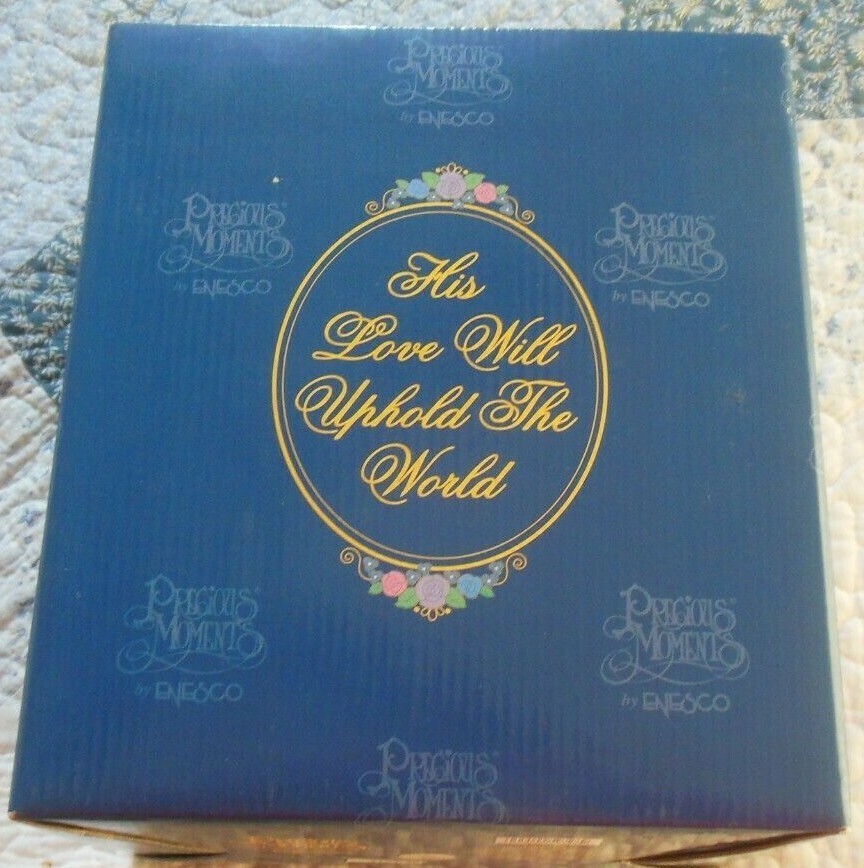 PRECIOUS
MOMENTS
by ENESCO
PRECIOUS
MOMENTS
by ENESCO
PRECIOUS
MOMENTS
by ENESCO
His
Love Will
Uphold The
World
PRECIOUS
MOMENTS
by ENESCO
PRECIOUS
MOMENTS
by ENESCO
PRECIOUS
MOMENTS